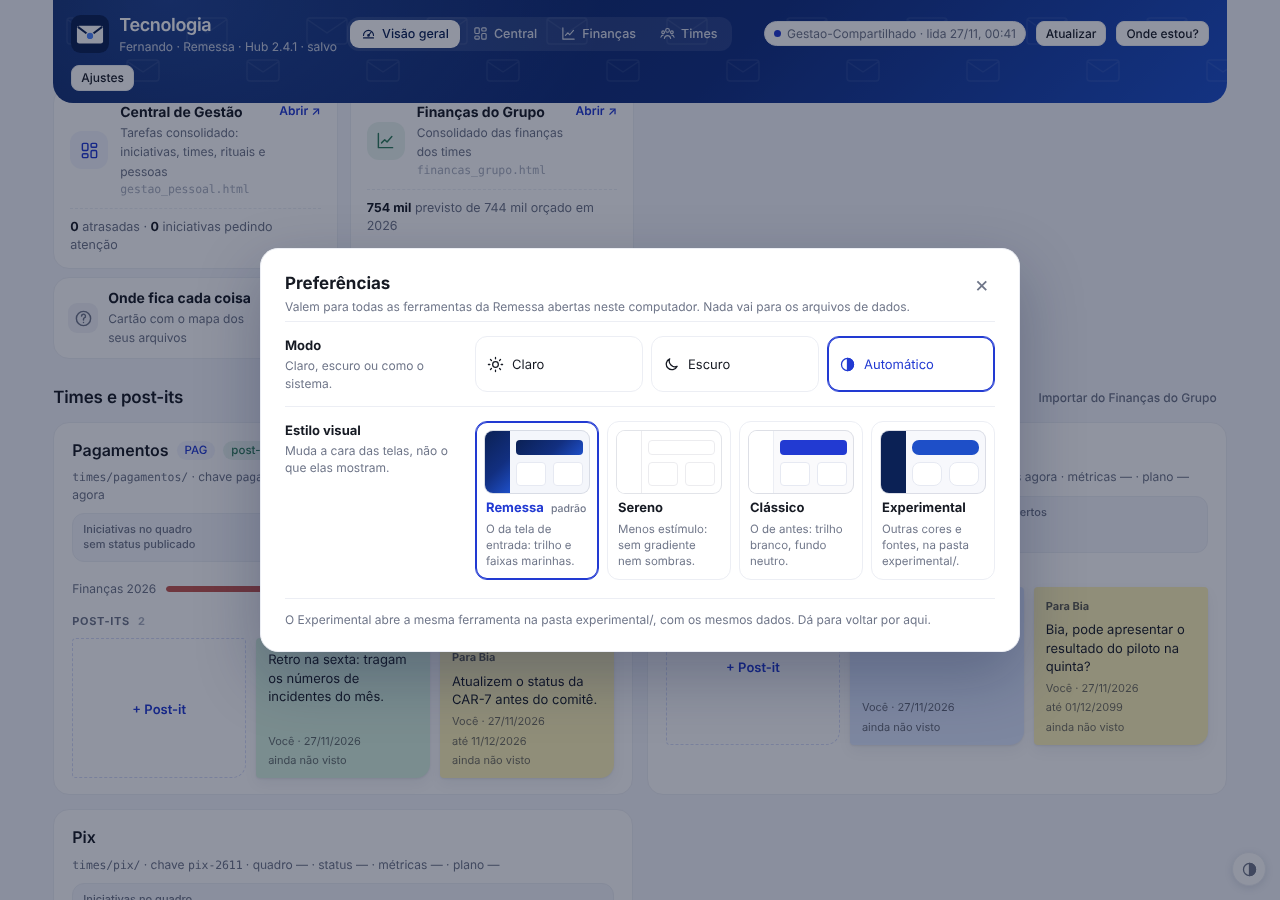 Tecnologia
Fernando · Remessa · Hub 2.4.1 · salvo
Visão geral
Central
Finanças
Times
Gestao-Compartilhado · lida 27/11, 00:41
Atualizar
Onde estou?
Ajustes
Central de Gestão
Abrir ↗
Tarefas consolidado:
iniciativas, times, rituais e
pessoas
gestao_pessoal.html
0 atrasadas · 0 iniciativas pedindo
atenção
Finanças do Grupo
Abrir ↗
Consolidado das finanças
dos times
financas_grupo.html
754 mil previsto de 744 mil orçado em
2026
Onde fica cada coisa
Cartão com o mapa dos
seus arquivos
Preferências
Valem para todas as ferramentas da Remessa abertas neste computador. Nada vai para os arquivos de dados.
Modo
Claro, escuro ou como o
sistema.
Claro
Escuro
Automático
Estilo visual
Muda a cara das telas, não o
que elas mostram.
Remessa padrão
O da tela de
entrada: trilho e
faixas marinhas.
Sereno
Menos estímulo:
sem gradiente
nem sombras.
Clássico
O de antes: trilho
branco, fundo
neutro.
Experimental
Outras cores e
fontes, na pasta
experimental/.
O Experimental abre a mesma ferramenta na pasta experimental/, com os mesmos dados. Dá para voltar por aqui.
Times e post-its
Importar do Finanças do Grupo
Pagamentos
PAG
post-
times/pagamentos/ · chave paga
agora
Iniciativas no quadro
sem status publicado
Finanças 2026
POST-ITS 2
+ Post-it
Retro na sexta: tragam
os números de
incidentes do mês.
Você · 27/11/2026
ainda não visto
Para Bia
Atualizem o status da
CAR-7 antes do comitê.
Você · 27/11/2026
até 11/12/2026
ainda não visto
agora · métricas — · plano —
ertos
+ Post-it
Você · 27/11/2026
ainda não visto
Para Bia
Bia, pode apresentar o
resultado do piloto na
quinta?
Você · 27/11/2026
até 01/12/2099
ainda não visto
Pix
times/pix/ · chave pix-2611 · quadro — · status — · métricas — · plano —
Iniciativas no quadro